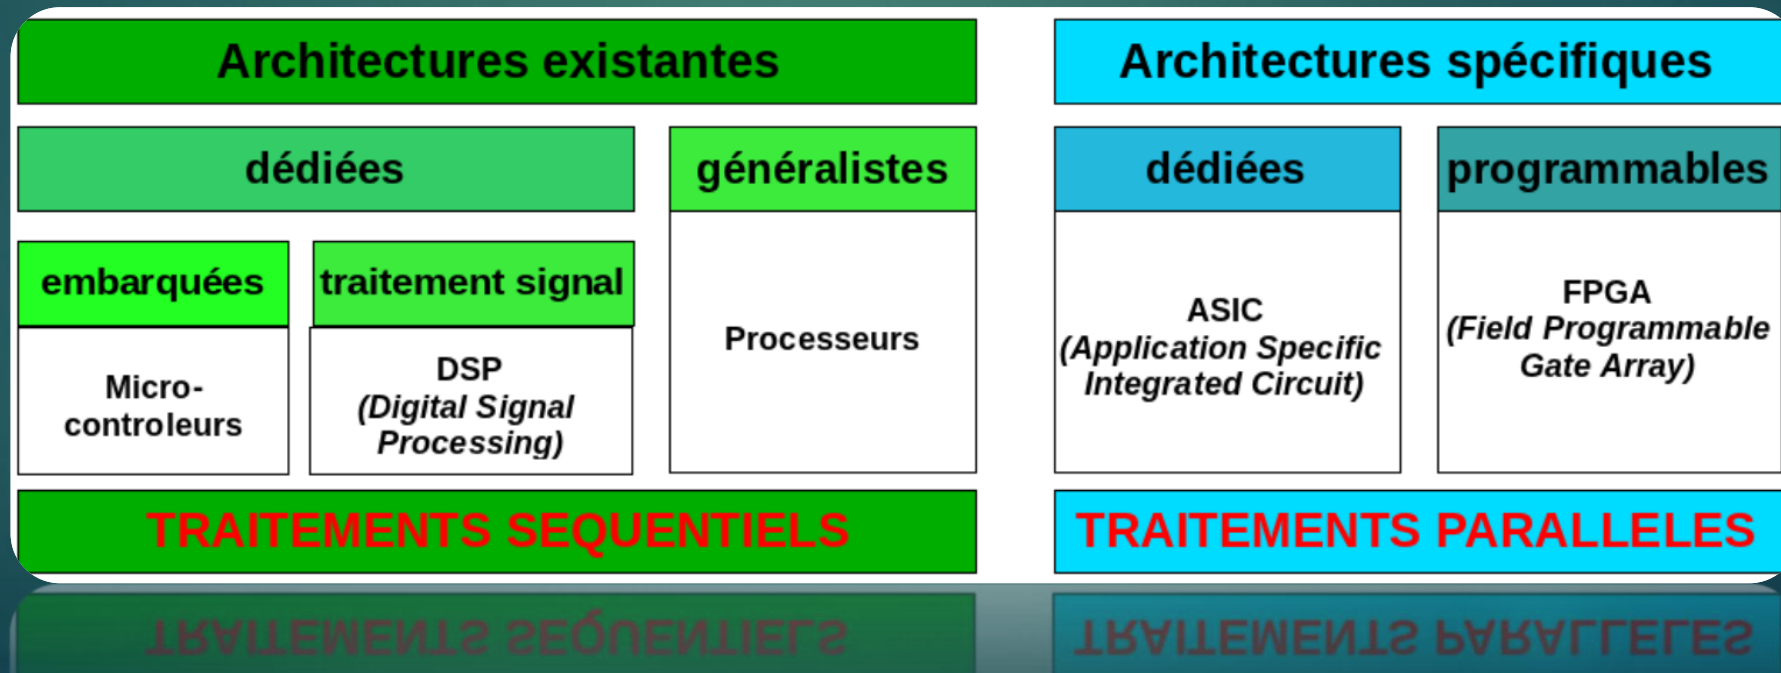 Architectures existantes
Architectures spécifiques
dédiées
généralistes
dédiées
programmables
embarquées
traitement signal
Micro-
controleurs
DSP
(Digital Signal
Processing)
Processeurs
ASIC
(Application Specific
Integrated Circuit)
FPGA
(Field Programmable
Gate Array)
TRAITEMENTS SEQUENTIELS
TRAITEMENTS PARALLELES